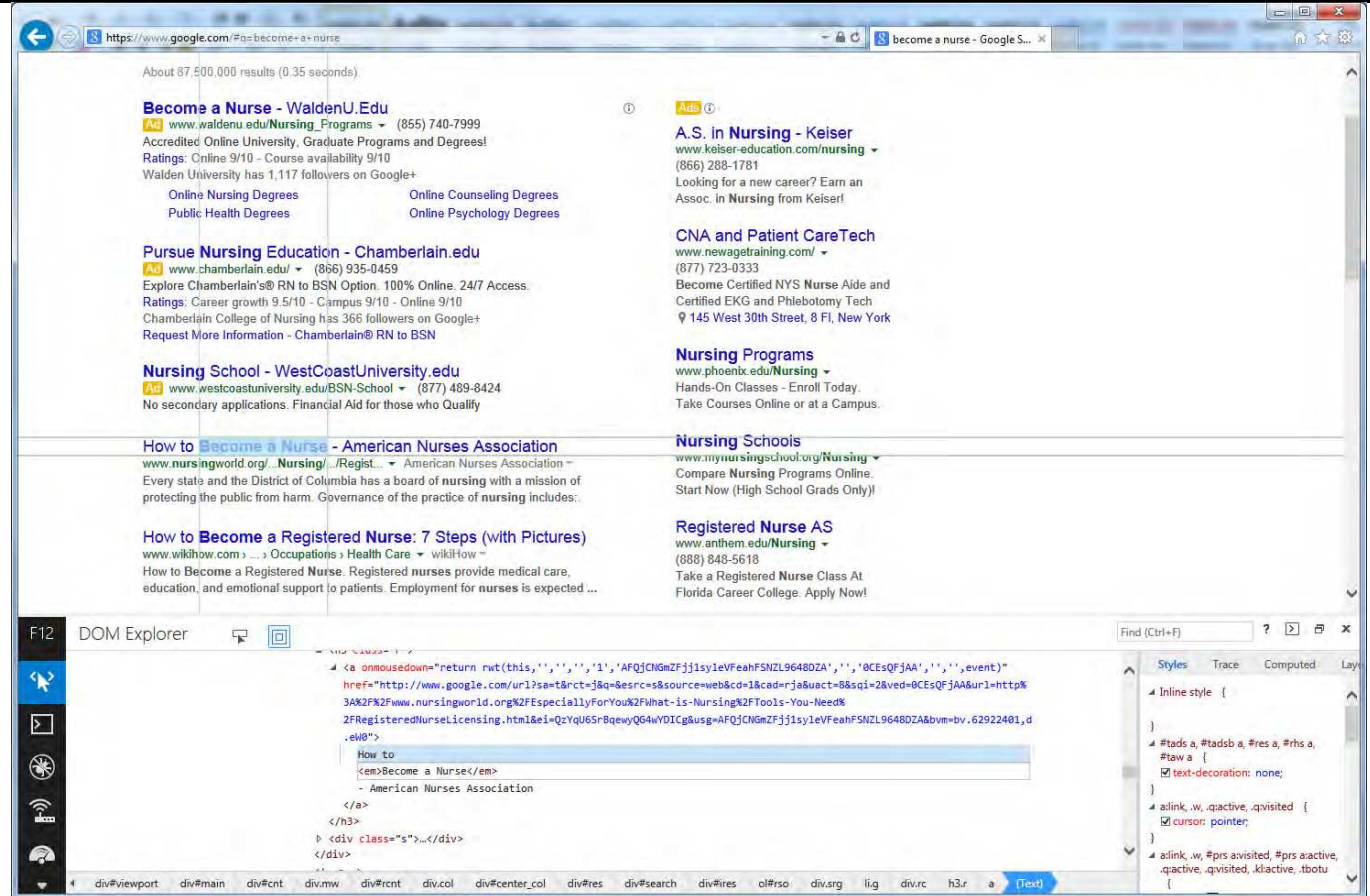 https://www.google.com/#q=become+a+nurse
become a nurse - Google S...
About 87,500,000 results (0.35 seconds)
Become a Nurse - WaldenU.Edu
Ad www.waldenu.edu/Nursing_Programs (855) 740-7999
Accredited Online University, Graduate Programs and Degrees!
Ratings: Online 9/10 - Course availability 9/10
Walden University has 1,117 followers on Google+
Online Nursing Degrees Online Counseling Degrees
Public Health Degrees Online Psychology Degrees
Pursue Nursing Education - Chamberlain.edu
Ad www.chamberlain.edu/ (866) 935-0459
Explore Chamberlain's® RN to BSN Option. 100% Online. 24/7 Access.
Ratings: Career growth 9.5/10 - Campus 9/10 - Online 9/10
Chamberlain College of Nursing has 366 followers on Google+
Request More Information - Chamberlain® RN to BSN
Nursing School - WestCoastUniversity.edu
Ad www.westcoastuniversity.edu/BSN-School (877) 489-8424
No secondary applications. Financial Aid for those who Qualify
How to Become a Nurse - American Nurses Association
www.nursingworld.org/...Nursing/.../Regist... American Nurses Association
Every state and the District of Columbia has a board of nursing with a mission of
protecting the public from harm. Governance of the practice of nursing includes:.
How to Become a Registered Nurse: 7 Steps (with Pictures)
www.wikihow.com › ... › Occupations › Health Care wikiHow
How to Become a Registered Nurse. Registered nurses provide medical care,
education, and emotional support to patients. Employment for nurses is expected ...
Ads
A.S. in Nursing - Keiser
www.keiser-education.com/nursing
(866) 288-1781
Looking for a new career? Earn an
Assoc. in Nursing from Keiser!
CNA and Patient CareTech
www.newagetraining.com/
(877) 723-0333
Become Certified NYS Nurse Aide and
Certified EKG and Phlebotomy Tech
145 West 30th Street, 8 Fl, New York
Nursing Programs
www.phoenix.edu/Nursing
Hands-On Classes - Enroll Today.
Take Courses Online or at a Campus.
Nursing Schools
www.mynursingschool.org/Nursing
Compare Nursing Programs Online.
Start Now (High School Grads Only)!
Registered Nurse AS
www.anthem.edu/Nursing
(888) 848-5618
Take a Registered Nurse Class At
Florida Career College. Apply Now!
F12 DOM Explorer
Find (Ctrl+F)
?
<a onmousedown="return rwt(this,'','','','1','AFQjCNGmZFjj1syleVFeahFSNZL9648DZA','','0CEsQFjAA','','',event)"
href="http://www.google.com/url?sa=t&rct=j&q=&esrc=s&source=web&cd=1&cad=rja&uact=8&sqi=2&ved=0CEsQFjAA&url=http%
3A%2F%2Fwww.nursingworld.org%2FEspeciallyForYou%2FWhat-is-Nursing%2FTools-You-Need%
2FRegisteredNurseLicensing.html&ei=QzYqU6SrBqewyQG4wYDICg&usg=AFQjCNGmZFjj1syleVFeahFSNZL9648DZA&bvm=bv.62922401,d
.eW0">
How to
<em>Become a Nurse</em>
- American Nurses Association
</a>
</h3>
<div class="s">…</div>
</div>
Styles Trace Computed Layo
Inline style {
}
#tads a, #tadsb a, #res a, #rhs a,
#taw a {
text-decoration: none;
}
a:link, .w, .q:active, .q:visited {
cursor: pointer;
}
a:link, .w, #prs a:visited, #prs a:active,
.q:active, .q:visited, .kl:active, .tbotu
{
div#viewport div#main div#cnt div.mw div#rcnt div.col div#center_col div#res div#search div#ires ol#rso div.srg li.g div.rc h3.r a (Text)